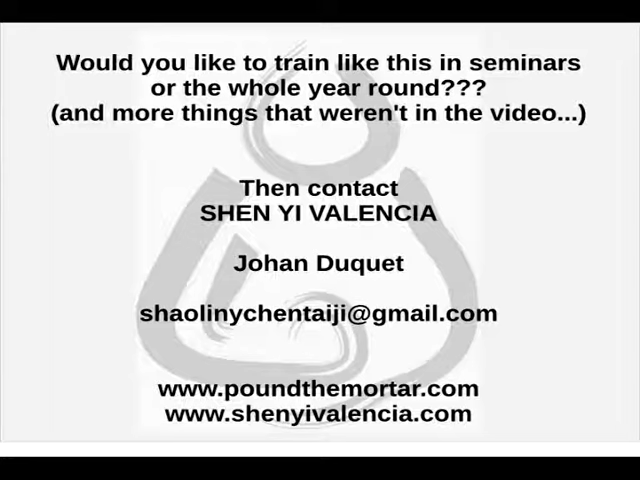 Would you like to train like this in seminars
or the whole year round???
(and more things that weren't in the video...)
Then contact
SHEN YI VALENCIA
Johan Duquet
shaolinychentaiji@gmail.com
www.poundthemortar.com
www.shenyivalencia.com